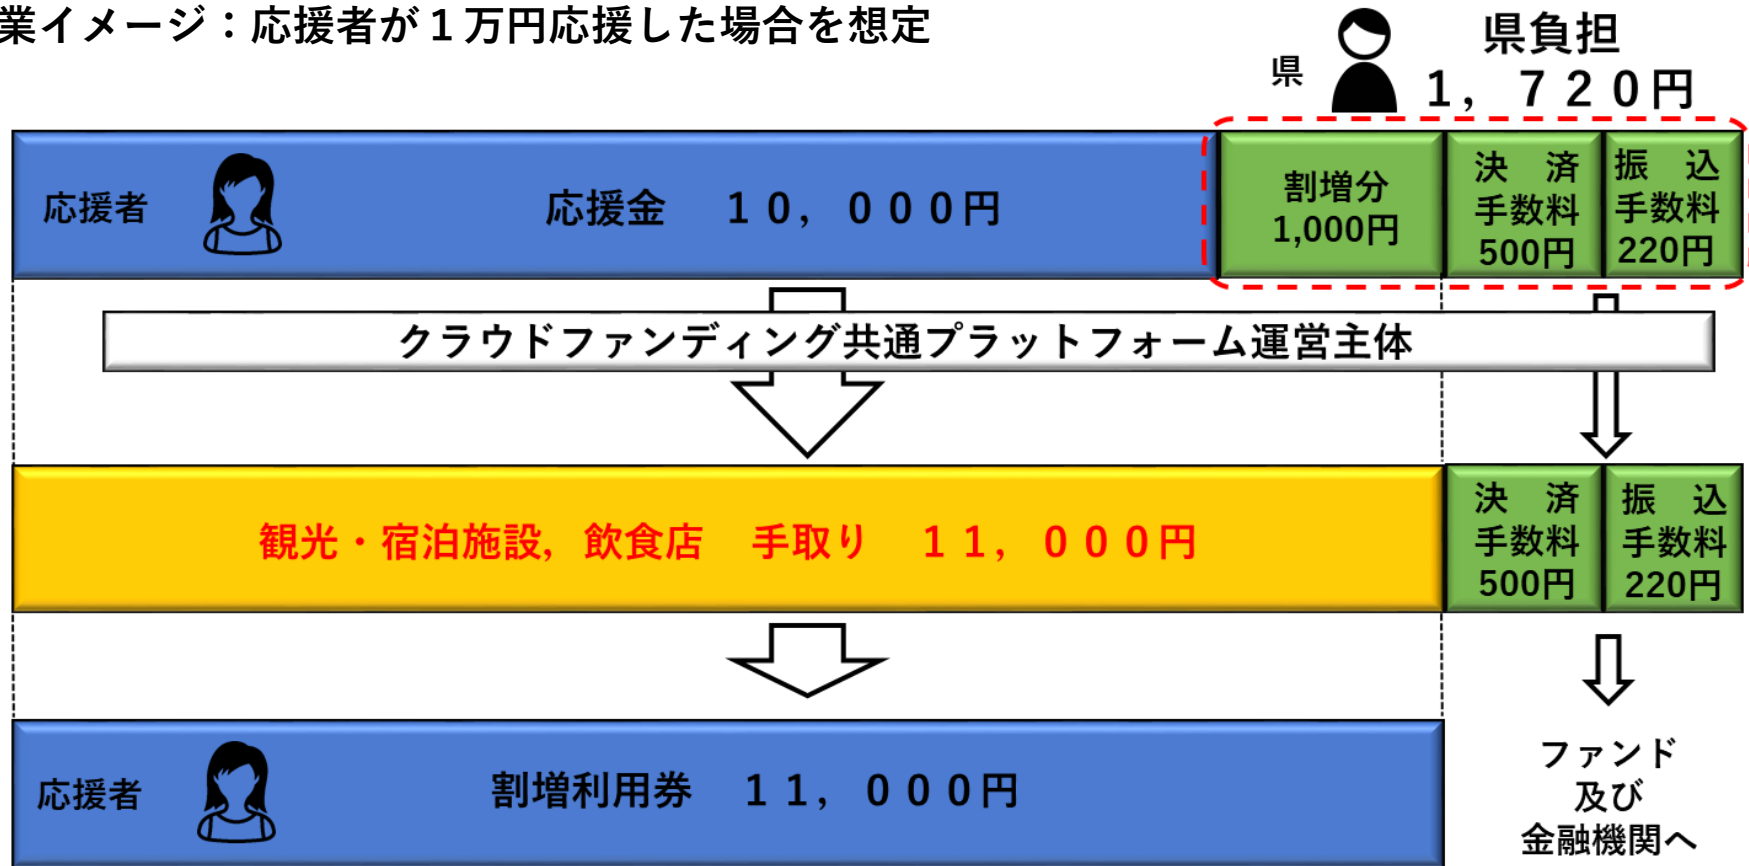 業イメージ：応援者が１万円応援した場合を想定
県
県負担
１，７２０円
応援者
応援金　１０，０００円
割増分
1,000円
決　済
手数料
500円
振　込
手数料
220円
クラウドファンディング共通プラットフォーム運営主体
観光・宿泊施設，飲食店　手取り　１１，０００円
決　済
手数料
500円
振　込
手数料
220円
応援者
割増利用券　１１，０００円
ファンド
及び
金融機関へ